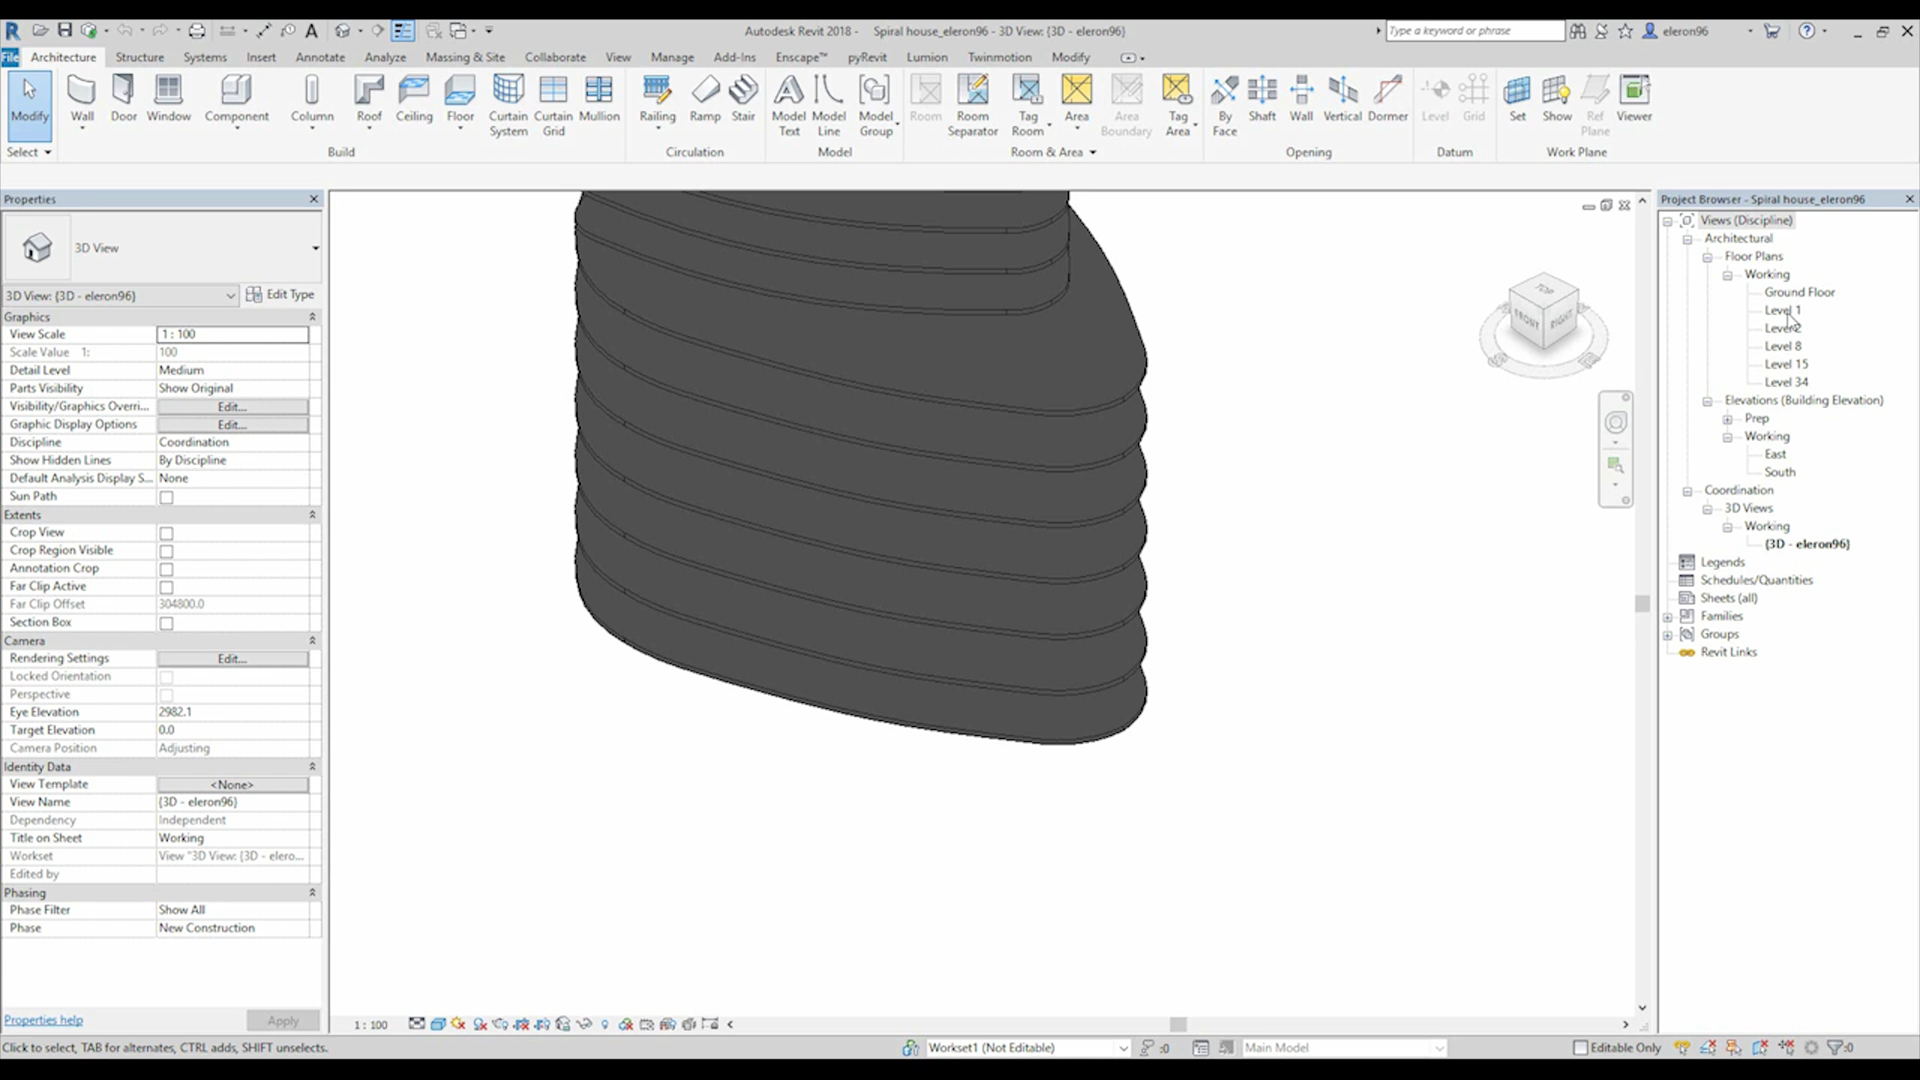 Autodesk Revit 2018 - Spiral house_eleron96 - 3D View: {3D - eleron96}
Type a keyword or phrase
eleron96
File Architecture Structure Systems Insert Annotate Analyze Massing & Site Collaborate View Manage Add-Ins Enscape™ pyRevit Lumion Twinmotion Modify
Modify Wall Door Window Component Column Roof Ceiling Floor Curtain System Curtain Grid Mullion Railing Ramp Stair Model Text Model Line Model Group Room Room Separator Tag Room Area Area Boundary Tag Area By Face Shaft Wall Vertical Dormer Level Grid Set Show Ref Plane Viewer
Select Build Circulation Model Room & Area Opening Datum Work Plane
Properties
3D View
3D View: {3D - eleron96} Edit Type
Graphics
View Scale 1 : 100
Scale Value 1: 100
Detail Level Medium
Parts Visibility Show Original
Visibility/Graphics Overri... Edit...
Graphic Display Options Edit...
Discipline Coordination
Show Hidden Lines By Discipline
Default Analysis Display S... None
Sun Path
Extents
Crop View
Crop Region Visible
Annotation Crop
Far Clip Active
Far Clip Offset 304800.0
Section Box
Camera
Rendering Settings Edit...
Locked Orientation
Perspective
Eye Elevation 2982.1
Target Elevation 0.0
Camera Position Adjusting
Identity Data
View Template <None>
View Name {3D - eleron96}
Dependency Independent
Title on Sheet Working
Workset View "3D View: {3D - elero...
Edited by
Phasing
Phase Filter Show All
Phase New Construction
Properties help Apply
TOP
FRONT RIGHT
1 : 100
Project Browser - Spiral house_eleron96
Views (Discipline)
Architectural
Floor Plans
Working
Ground Floor
Level 1
Level 2
Level 8
Level 15
Level 34
Elevations (Building Elevation)
Prep
Working
East
South
Coordination
3D Views
Working
{3D - eleron96}
Legends
Schedules/Quantities
Sheets (all)
Families
Groups
Revit Links
Click to select, TAB for alternates, CTRL adds, SHIFT unselects.
Workset1 (Not Editable) :0 Main Model Editable Only :0